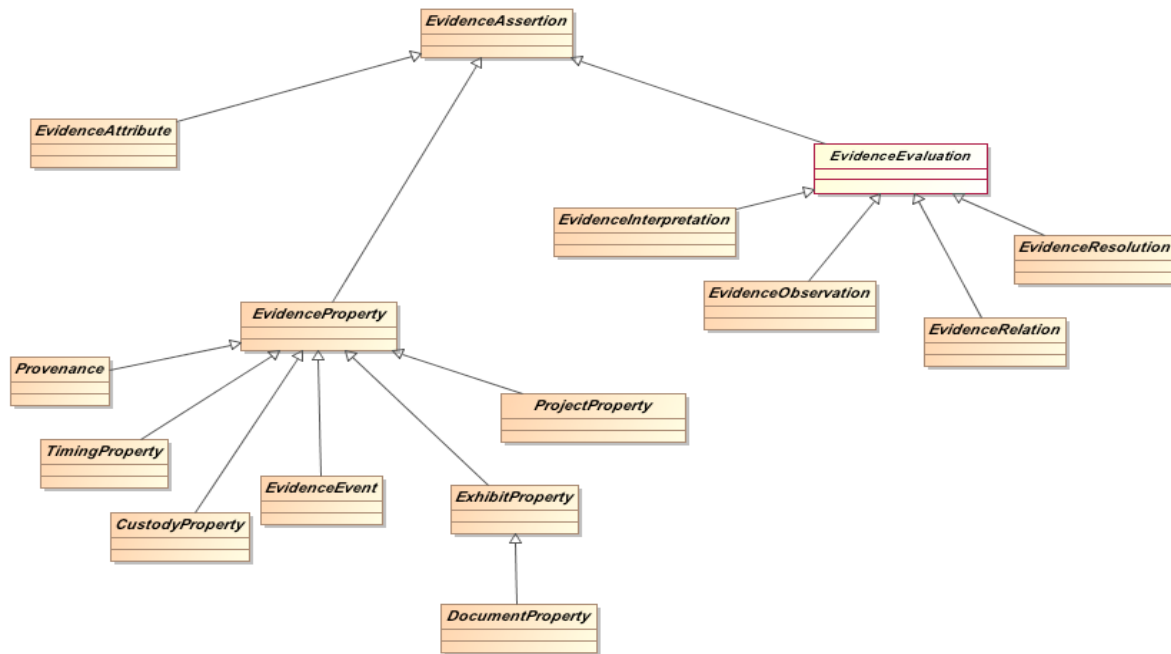 EvidenceAssertion
EvidenceAttribute
EvidenceEvaluation
EvidenceInterpretation
EvidenceResolution
EvidenceObservation
EvidenceProperty
EvidenceRelation
Provenance
ProjectProperty
TimingProperty
EvidenceEvent
ExhibitProperty
CustodyProperty
DocumentProperty